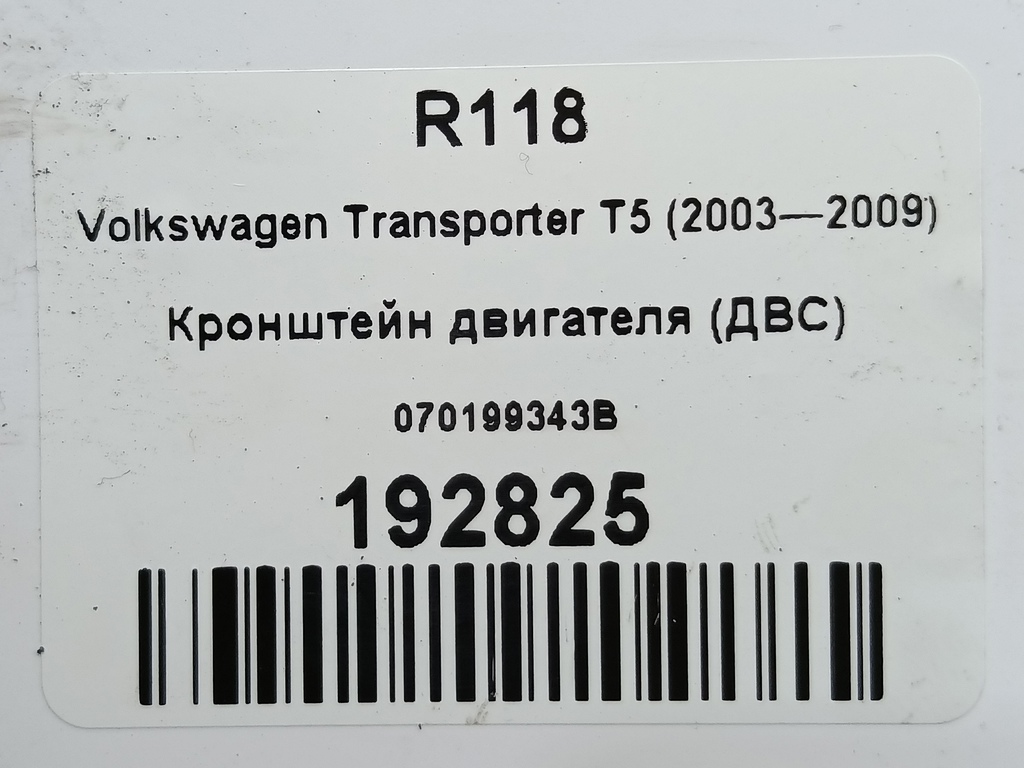 R118
Volkswagen Transporter T5 (2003—2009)
Кронштейн двигателя (ДВС)
070199343B
192825